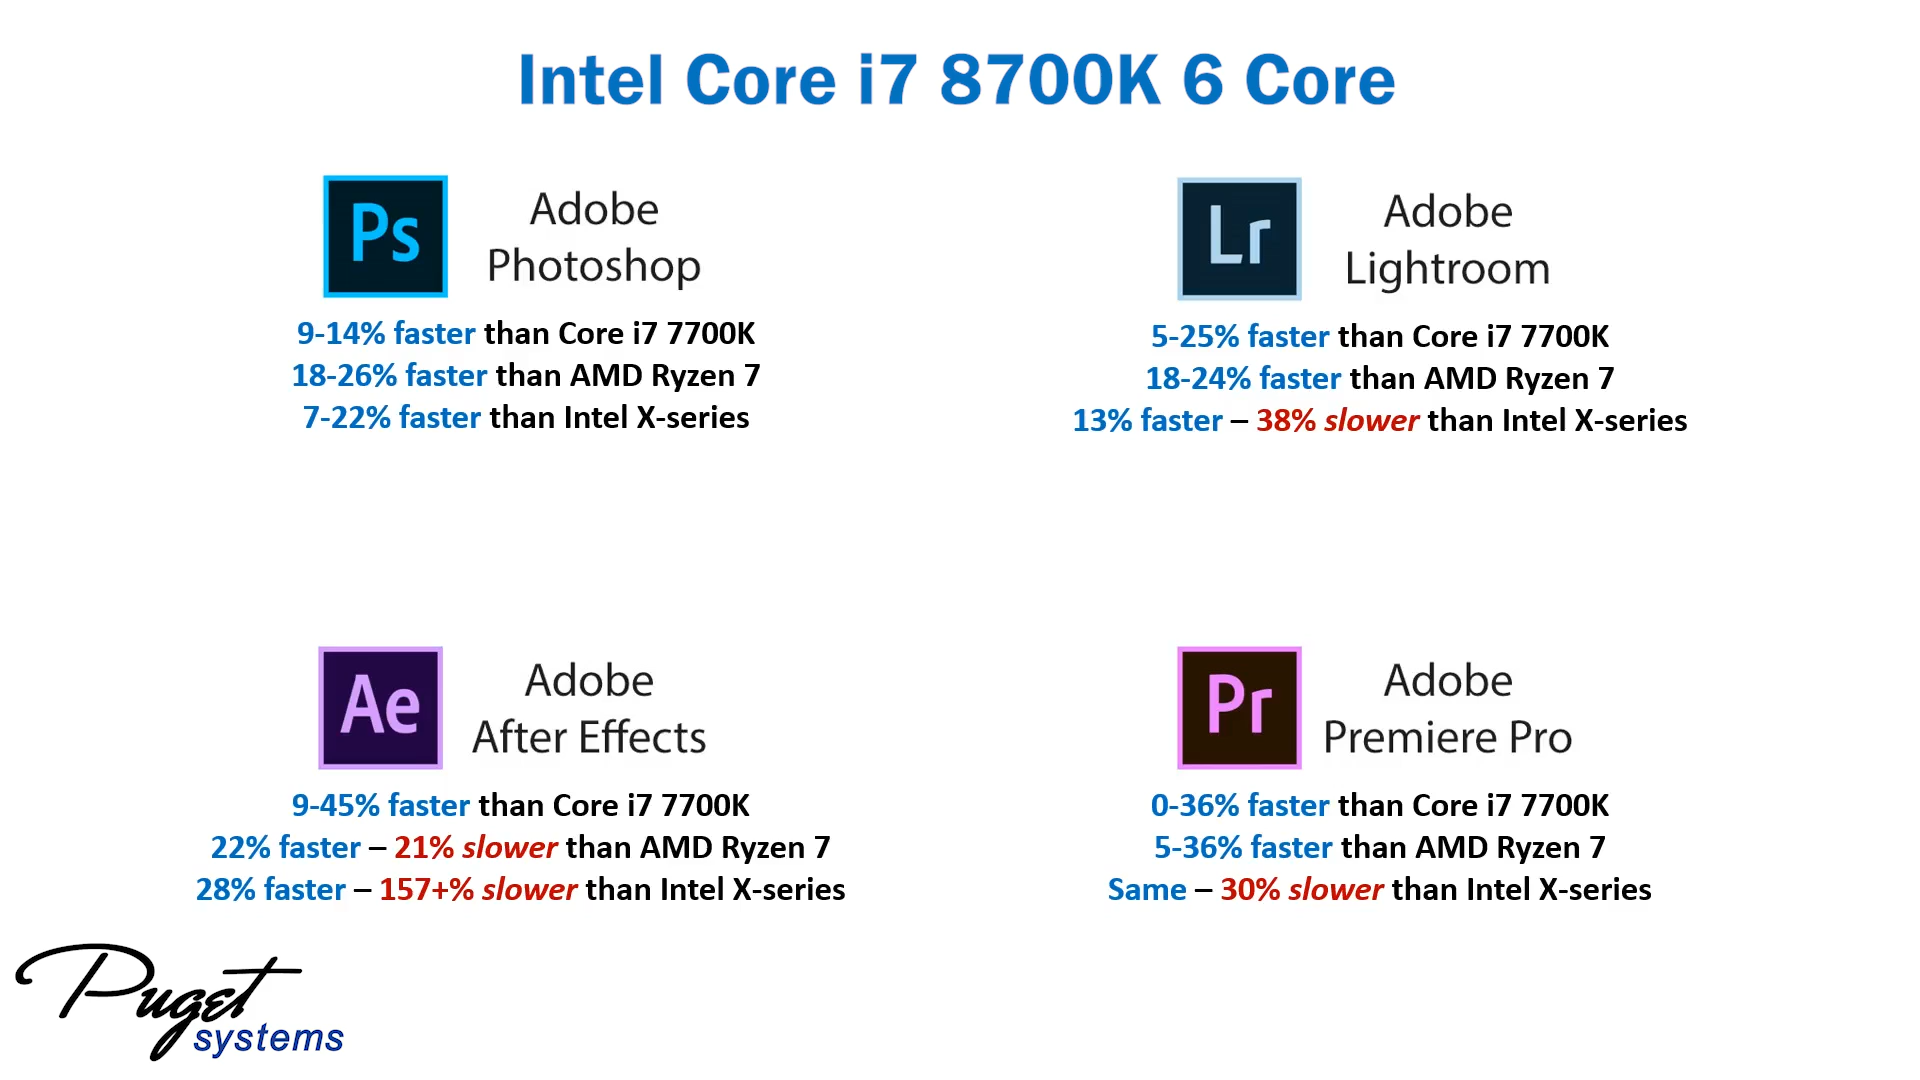 Intel Core i7 8700K 6 Core
Ps
Adobe
Photoshop
9-14% faster than Core i7 7700K
18-26% faster than AMD Ryzen 7
7-22% faster than Intel X-series
Lr
Adobe
Lightroom
5-25% faster than Core i7 7700K
18-24% faster than AMD Ryzen 7
13% faster – 38% slower than Intel X-series
Ae
Adobe
After Effects
9-45% faster than Core i7 7700K
22% faster – 21% slower than AMD Ryzen 7
28% faster – 157+% slower than Intel X-series
Pr
Adobe
Premiere Pro
0-36% faster than Core i7 7700K
5-36% faster than AMD Ryzen 7
Same – 30% slower than Intel X-series
Puget
systems